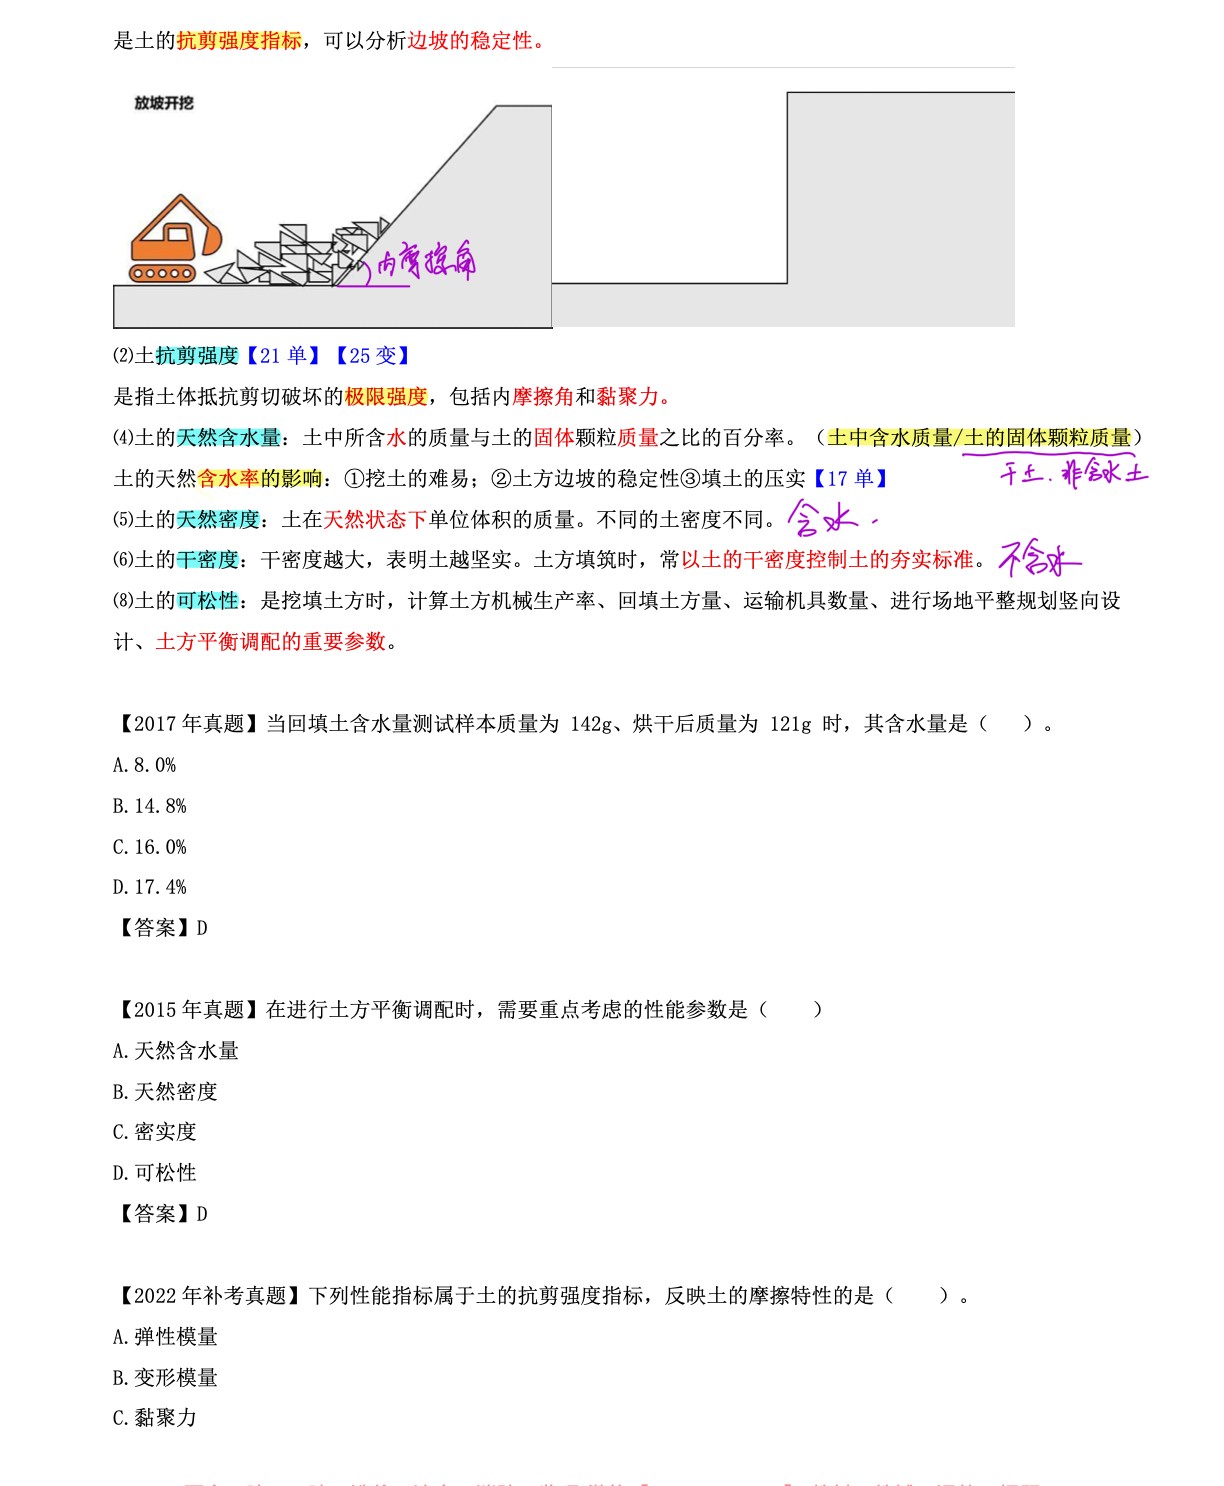 是土的抗剪强度指标，可以分析边坡的稳定性。
放坡开挖
内摩擦角
⑵土抗剪强度【21 单】【25 变】
是指土体抵抗剪切破坏的极限强度，包括内摩擦角和黏聚力。
⑷土的天然含水量：土中所含水的质量与土的固体颗粒质量之比的百分率。（土中含水质量/土的固体颗粒质量）
土的天然含水率的影响：①挖土的难易；②土方边坡的稳定性③填土的压实【17 单】
干土.非含水土
⑸土的天然密度：土在天然状态下单位体积的质量。不同的土密度不同。
含水.
⑹土的干密度：干密度越大，表明土越坚实。土方填筑时，常以土的干密度控制土的夯实标准。
不含水
⑻土的可松性：是挖填土方时，计算土方机械生产率、回填土方量、运输机具数量、进行场地平整规划竖向设
计、土方平衡调配的重要参数。
【2017 年真题】当回填土含水量测试样本质量为 142g、烘干后质量为 121g 时，其含水量是（　）。
A.8.0%
B.14.8%
C.16.0%
D.17.4%
【答案】D
【2015 年真题】在进行土方平衡调配时，需要重点考虑的性能参数是（　　）
A.天然含水量
B.天然密度
C.密实度
D.可松性
【答案】D
【2022 年补考真题】下列性能指标属于土的抗剪强度指标，反映土的摩擦特性的是（　　）。
A.弹性模量
B.变形模量
C.黏聚力